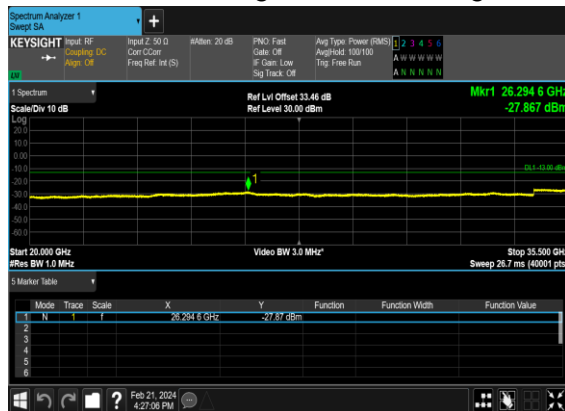 Spectrum Analyzer 1
Swept SA
+
KEYSIGHT Input: RF Input Z: 50 Ω #Atten: 20 dB PNO: Fast Avg Type: Power (RMS) 1 2 3 4 5 6
Coupling: DC Corr CCorr Gate: Off Avg|Hold: 100/100 A W W W W W
Align: Off Freq Ref: Int (S) IF Gain: Low Trig: Free Run
Sig Track: Off A N N N N N
1 Spectrum Ref Lvl Offset 33.46 dB Mkr1 26.294 6 GHz
Scale/Div 10 dB Ref Level 30.00 dBm -27.867 dBm
Log
20.0
10.0
0.00
-10.0 DL1 -13.00 dBm
-20.0 1
-30.0
-40.0
-50.0
-60.0
Start 20.000 GHz Video BW 3.0 MHz* Stop 35.500 GHz
#Res BW 1.0 MHz Sweep 26.7 ms (40001 pts)
5 Marker Table
Mode Trace Scale X Y Function Function Width Function Value
1 N 1 f 26.294 6 GHz -27.87 dBm
2
3
4
5
6
? Feb 21, 2024
4:27:06 PM